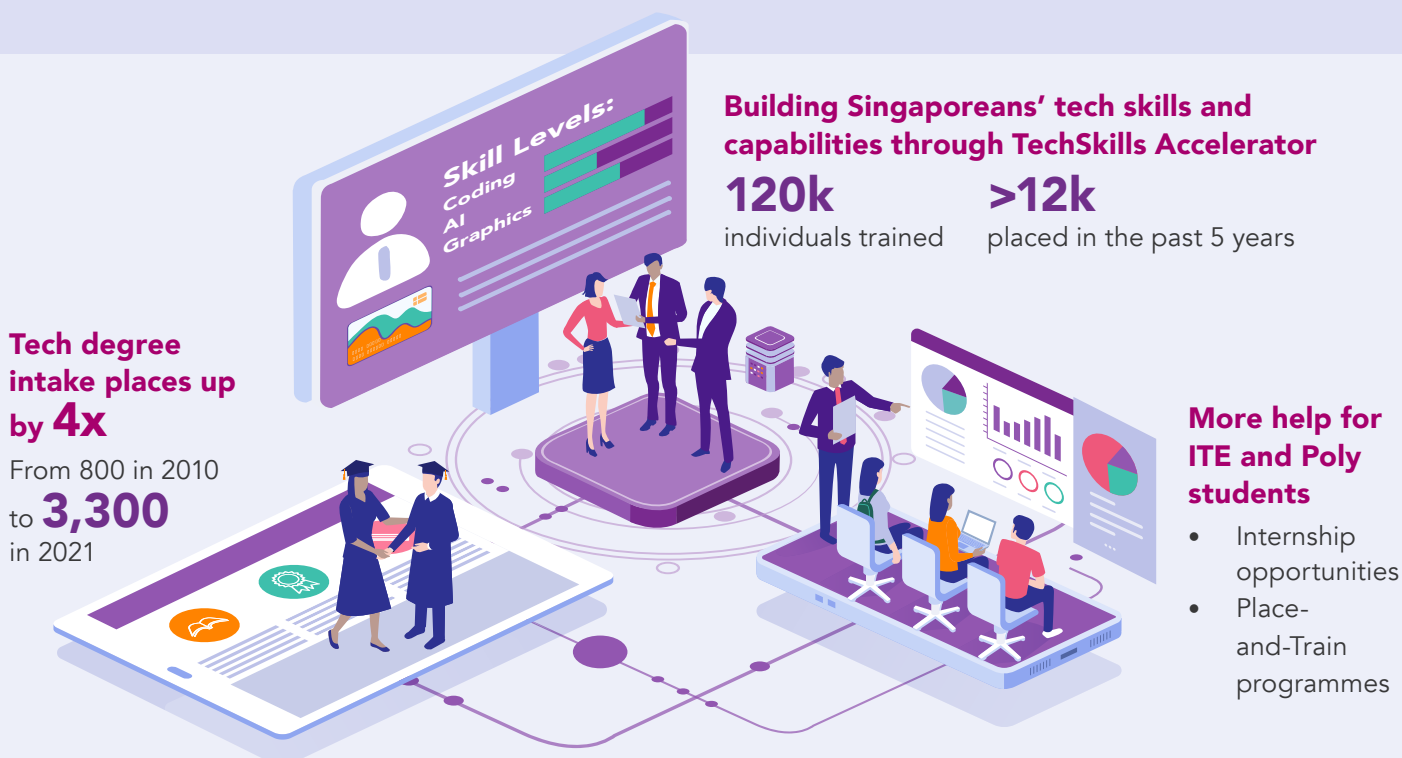 Skill Levels:
Coding
AI
Graphics
Building Singaporeans' tech skills and
capabilities through TechSkills Accelerator
120k
individuals trained
>12k
placed in the past 5 years
Tech degree
intake places up
by 4x
From 800 in 2010
to 3,300
in 2021
More help for
ITE and Poly
students
• Internship
opportunities
• Place-
and-Train
programmes